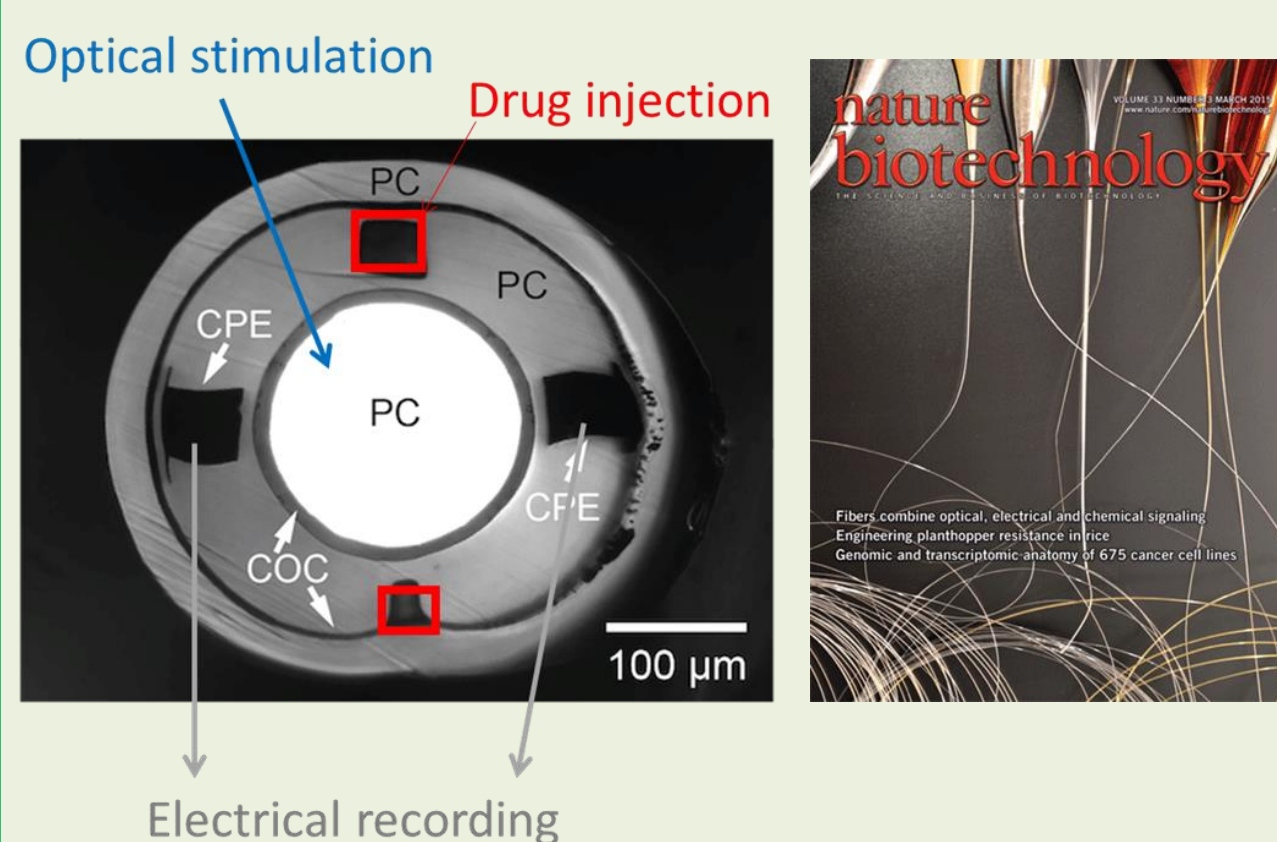 Optical stimulation
Drug injection
PC
PC
CPE
PC
CPE
COC
100 µm
Electrical recording
nature
biotechnology
VOLUME 33 NUMBER 3 MARCH 2015
www.nature.com/naturebiotechnology
THE SCIENCE AND BUSINESS OF BIOTECHNOLOGY
Fibers combine optical, electrical and chemical signaling
Engineering planthopper resistance in rice
Genomic and transcriptomic anatomy of 675 cancer cell lines